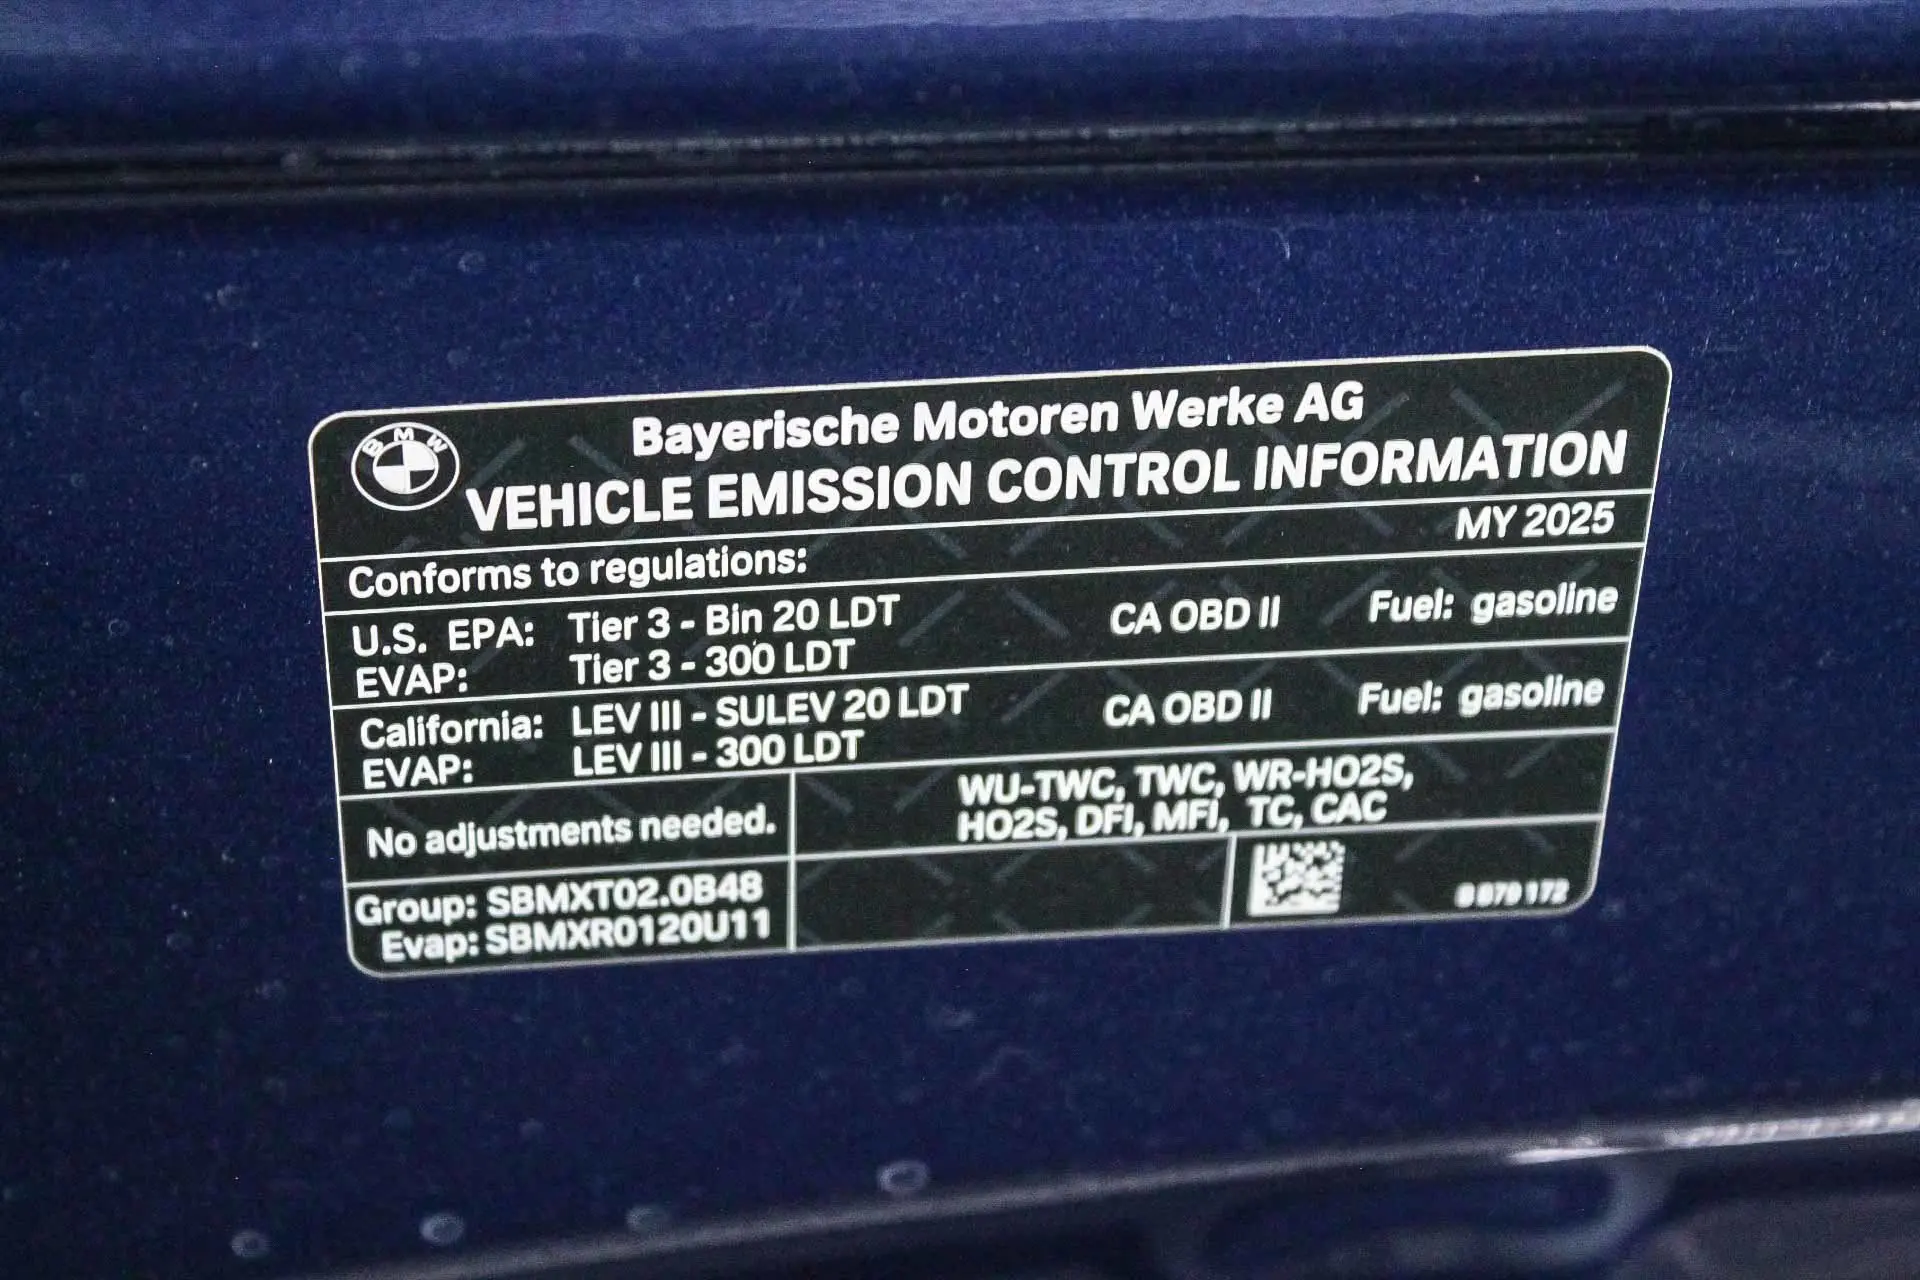 BMW
Bayerische Motoren Werke AG
VEHICLE EMISSION CONTROL INFORMATION
MY 2025
Conforms to regulations:
U.S. EPA: Tier 3 - Bin 20 LDT CA OBD II Fuel: gasoline
EVAP: Tier 3 - 300 LDT
California: LEV III - SULEV 20 LDT CA OBD II Fuel: gasoline
EVAP: LEV III - 300 LDT
No adjustments needed.
WU-TWC, TWC, WR-HO2S,
HO2S, DFI, MFI, TC, CAC
Group: SBMXT02.0B48
Evap: SBMXR0120U11